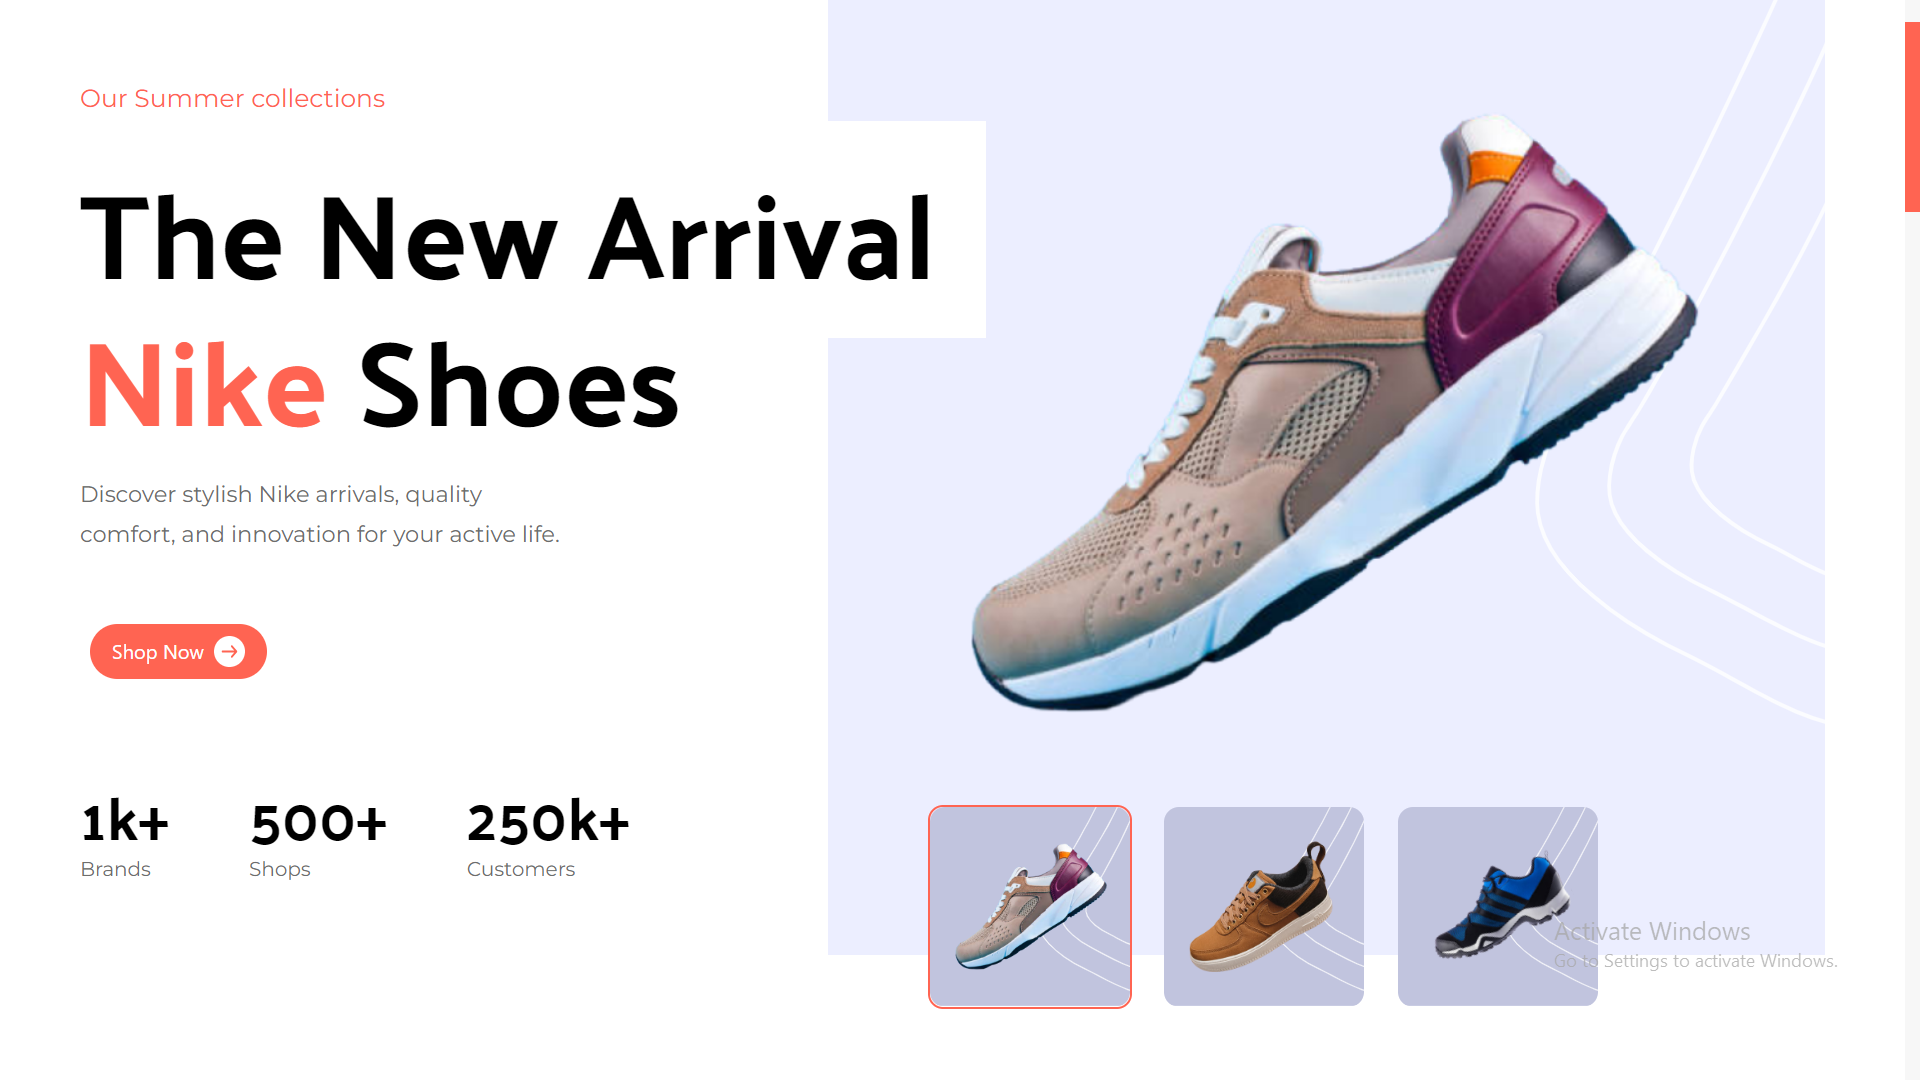 Our Summer collections
The New Arrival
Nike Shoes
Discover stylish Nike arrivals, quality
comfort, and innovation for your active life.
Shop Now
1k+ 500+ 250k+
Brands Shops Customers
Activate Windows
Go to Settings to activate Windows.